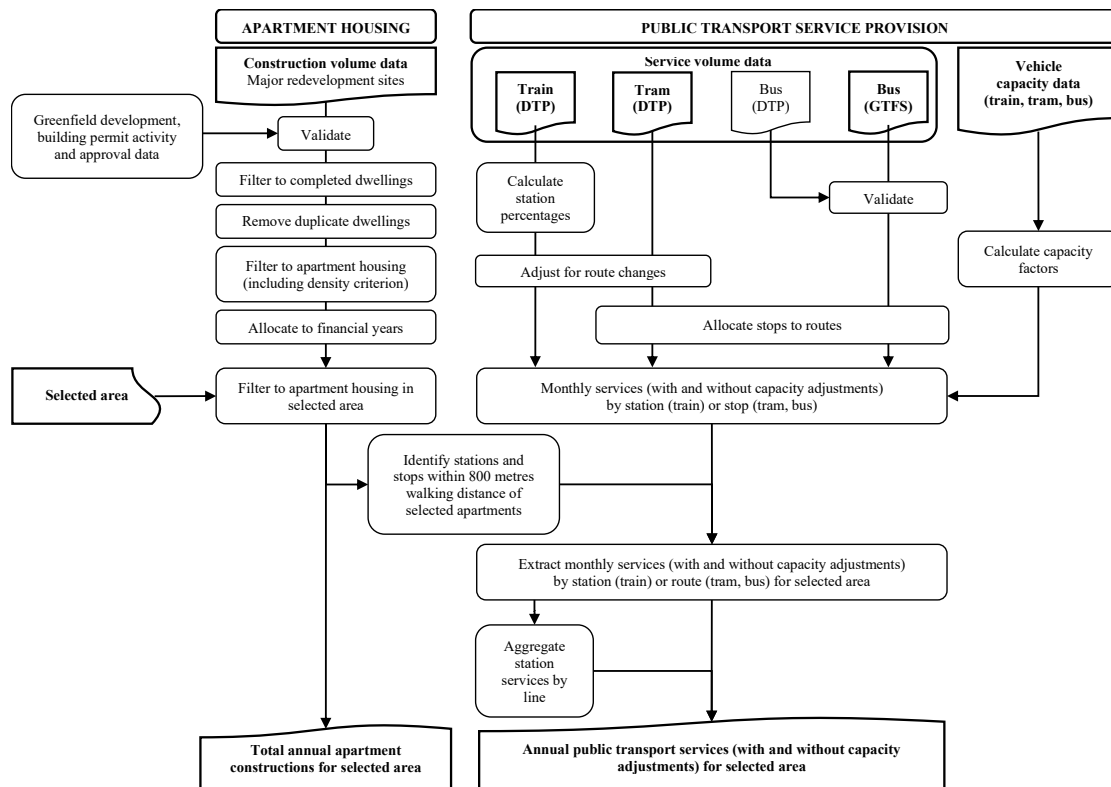 APARTMENT HOUSING
PUBLIC TRANSPORT SERVICE PROVISION
Construction volume data
Major redevelopment sites
Service volume data
Train
(DTP)
Tram
(DTP)
Bus
(DTP)
Bus
(GTFS)
Vehicle
capacity data
(train, tram, bus)
Greenfield development,
building permit activity
and approval data
Validate
Filter to completed dwellings
Calculate
station
percentages
Validate
Remove duplicate dwellings
Filter to apartment housing
(including density criterion)
Adjust for route changes
Calculate capacity
factors
Allocate to financial years
Allocate stops to routes
Selected area
Filter to apartment housing in
selected area
Monthly services (with and without capacity adjustments)
by station (train) or stop (tram, bus)
Identify stations and
stops within 800 metres
walking distance of
selected apartments
Extract monthly services (with and without capacity adjustments)
by station (train) or route (tram, bus) for selected area
Aggregate
station
services by
line
Total annual apartment
constructions for selected area
Annual public transport services (with and without capacity
adjustments) for selected area